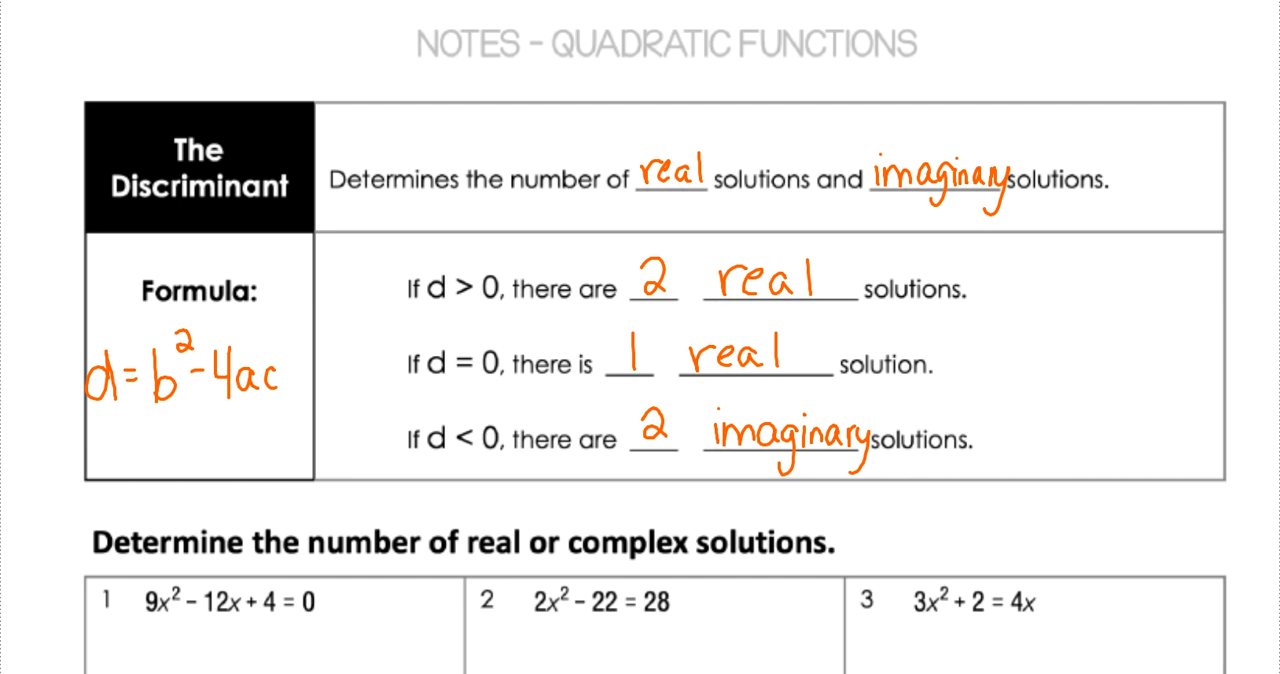 NOTES - QUADRATIC FUNCTIONS
The
Discriminant
Determines the number of real solutions and imaginary solutions.
Formula:
d = b² - 4ac
If d > 0, there are 2 real solutions.
If d = 0, there is 1 real solution.
If d < 0, there are 2 imaginary solutions.
Determine the number of real or complex solutions.
1 9x² - 12x + 4 = 0
2 2x² - 22 = 28
3 3x² + 2 = 4x